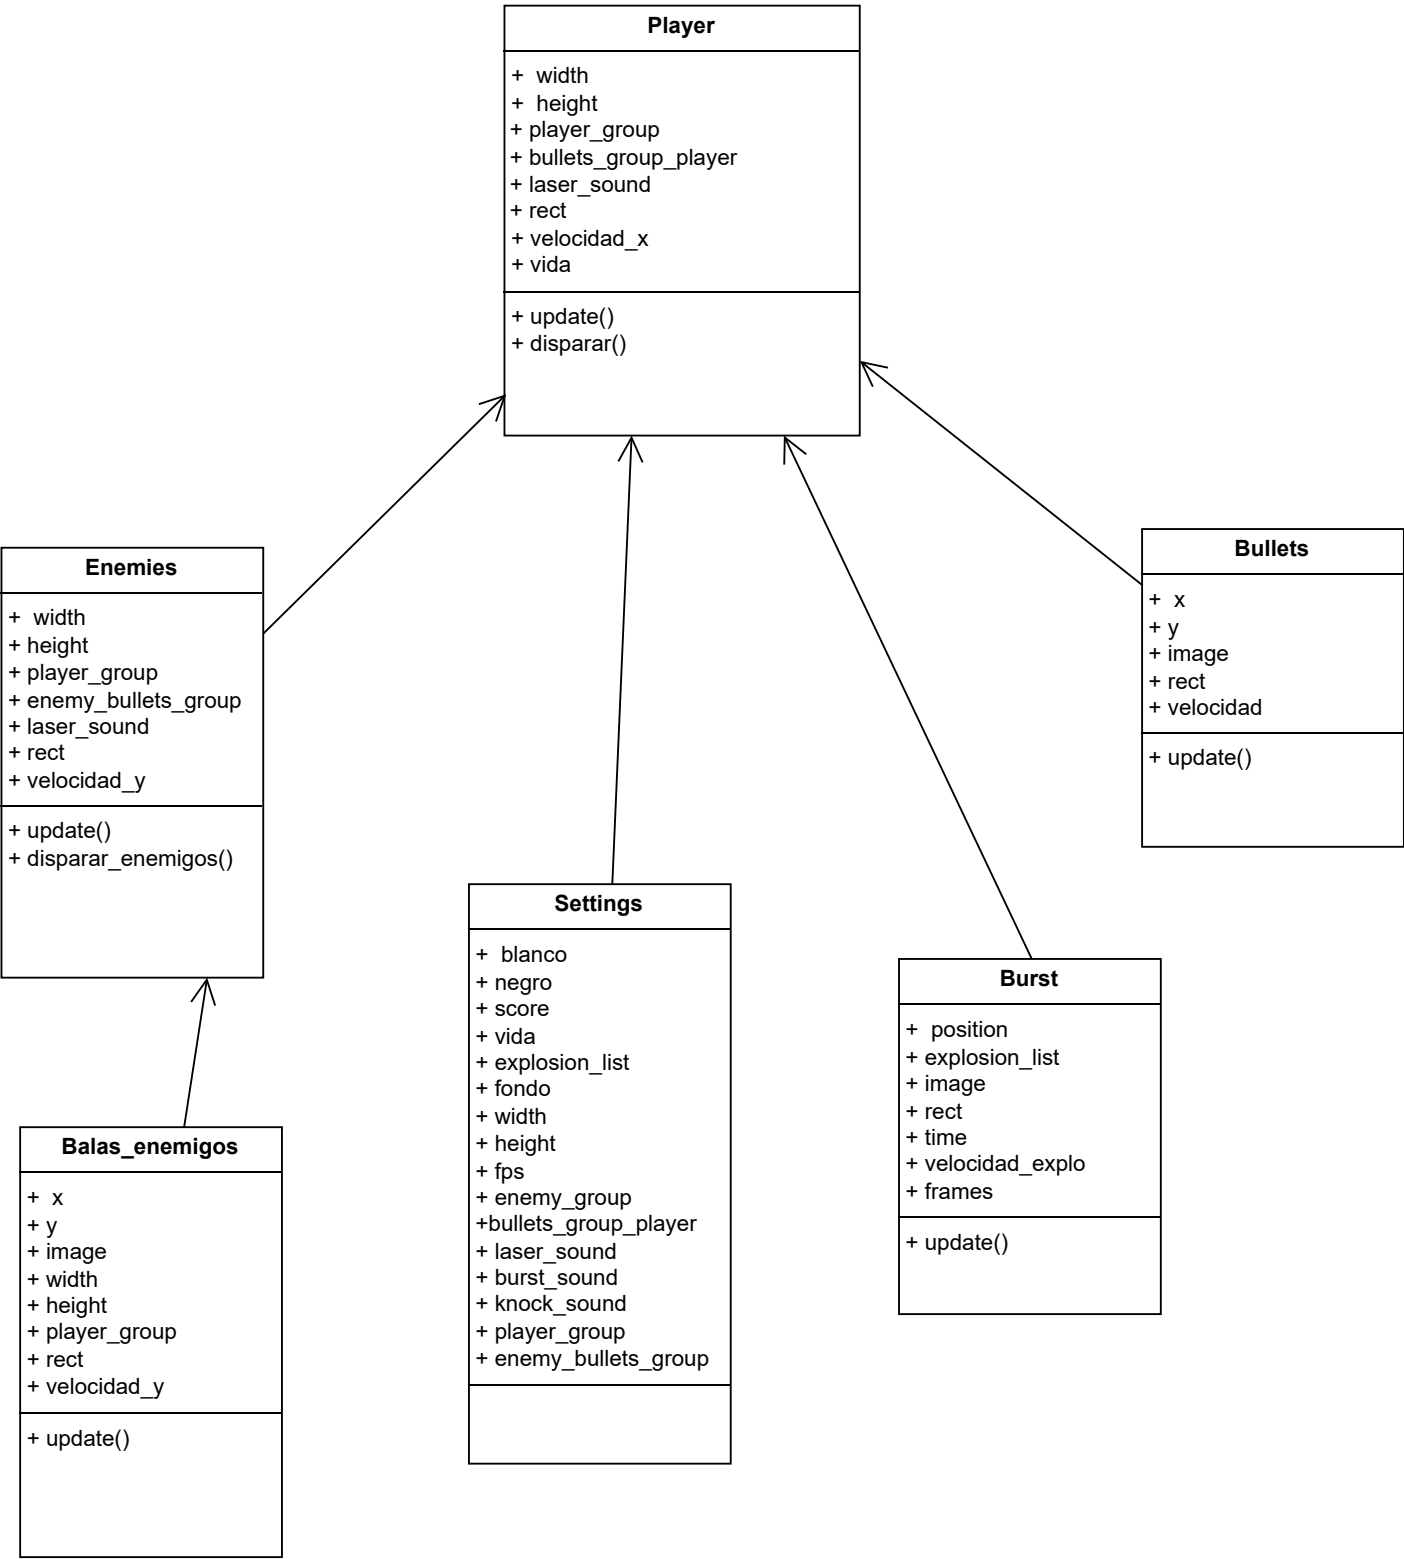 Player
+ width
+ height
+ player_group
+ bullets_group_player
+ laser_sound
+ rect
+ velocidad_x
+ vida
+ update()
+ disparar()
Enemies
+ width
+ height
+ player_group
+ enemy_bullets_group
+ laser_sound
+ rect
+ velocidad_y
+ update()
+ disparar_enemigos()
Bullets
+ x
+ y
+ image
+ rect
+ velocidad
+ update()
Settings
+ blanco
+ negro
+ score
+ vida
+ explosion_list
+ fondo
+ width
+ height
+ fps
+ enemy_group
+bullets_group_player
+ laser_sound
+ burst_sound
+ knock_sound
+ player_group
+ enemy_bullets_group
Burst
+ position
+ explosion_list
+ image
+ rect
+ time
+ velocidad_explo
+ frames
+ update()
Balas_enemigos
+ x
+ y
+ image
+ width
+ height
+ player_group
+ rect
+ velocidad_y
+ update()